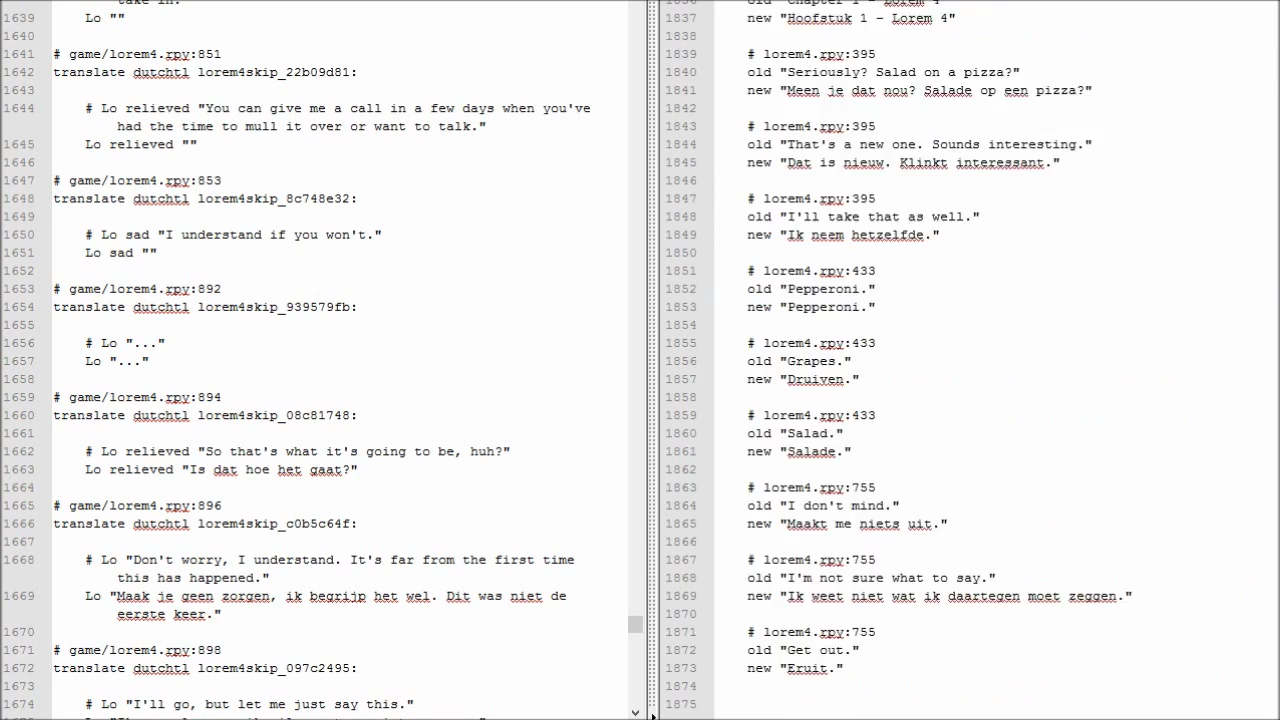 take in."
1639 Lo ""
1640
1641 # game/lorem4.rpy:851
1642 translate dutchtl lorem4skip_22b09d81:
1643
1644 # Lo relieved "You can give me a call in a few days when you've
had the time to mull it over or want to talk."
1645 Lo relieved ""
1646
1647 # game/lorem4.rpy:853
1648 translate dutchtl lorem4skip_8c748e32:
1649
1650 # Lo sad "I understand if you won't."
1651 Lo sad ""
1652
1653 # game/lorem4.rpy:892
1654 translate dutchtl lorem4skip_939579fb:
1655
1656 # Lo "..."
1657 Lo "..."
1658
1659 # game/lorem4.rpy:894
1660 translate dutchtl lorem4skip_08c81748:
1661
1662 # Lo relieved "So that's what it's going to be, huh?"
1663 Lo relieved "Is dat hoe het gaat?"
1664
1665 # game/lorem4.rpy:896
1666 translate dutchtl lorem4skip_c0b5c64f:
1667
1668 # Lo "Don't worry, I understand. It's far from the first time
this has happened."
1669 Lo "Maak je geen zorgen, ik begrijp het wel. Dit was niet de
eerste keer."
1670
1671 # game/lorem4.rpy:898
1672 translate dutchtl lorem4skip_097c2495:
1673
1674 # Lo "I'll go, but let me just say this."
1836 old "Chapter 1 - Lorem 4"
1837 new "Hoofstuk 1 - Lorem 4"
1838
1839 # lorem4.rpy:395
1840 old "Seriously? Salad on a pizza?"
1841 new "Meen je dat nou? Salade op een pizza?"
1842
1843 # lorem4.rpy:395
1844 old "That's a new one. Sounds interesting."
1845 new "Dat is nieuw. Klinkt interessant."
1846
1847 # lorem4.rpy:395
1848 old "I'll take that as well."
1849 new "Ik neem hetzelfde."
1850
1851 # lorem4.rpy:433
1852 old "Pepperoni."
1853 new "Pepperoni."
1854
1855 # lorem4.rpy:433
1856 old "Grapes."
1857 new "Druiven."
1858
1859 # lorem4.rpy:433
1860 old "Salad."
1861 new "Salade."
1862
1863 # lorem4.rpy:755
1864 old "I don't mind."
1865 new "Maakt me niets uit."
1866
1867 # lorem4.rpy:755
1868 old "I'm not sure what to say."
1869 new "Ik weet niet wat ik daartegen moet zeggen."
1870
1871 # lorem4.rpy:755
1872 old "Get out."
1873 new "Eruit."
1874
1875